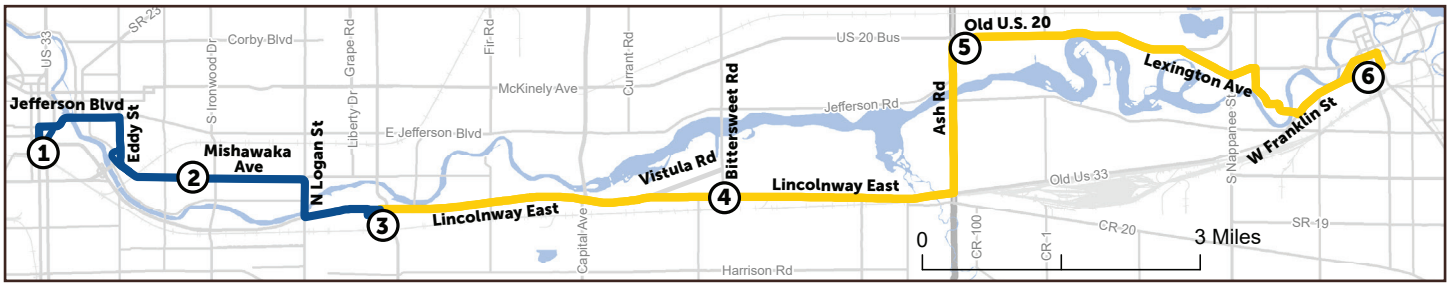 SR-23
US 33
Corby Blvd
S Ironwood Dr
Grape Rd
Liberty Dr
Fir Rd
Currant Rd
US 20 Bus
5
Old U.S. 20
Lexington Ave
6
McKinely Ave
Jefferson Blvd
Eddy St
E Jefferson Blvd
Jefferson Rd
Bittersweet Rd
Ash Rd
S Nappanee St
W Franklin St
1
Mishawaka
Ave
2
N Logan St
Vistula Rd
Old Us 33
3
Lincolnway East
4
Lincolnway East
Capital Ave
Harrison Rd
CR 100
CR 1
CR 20
SR 19
0
3 Miles